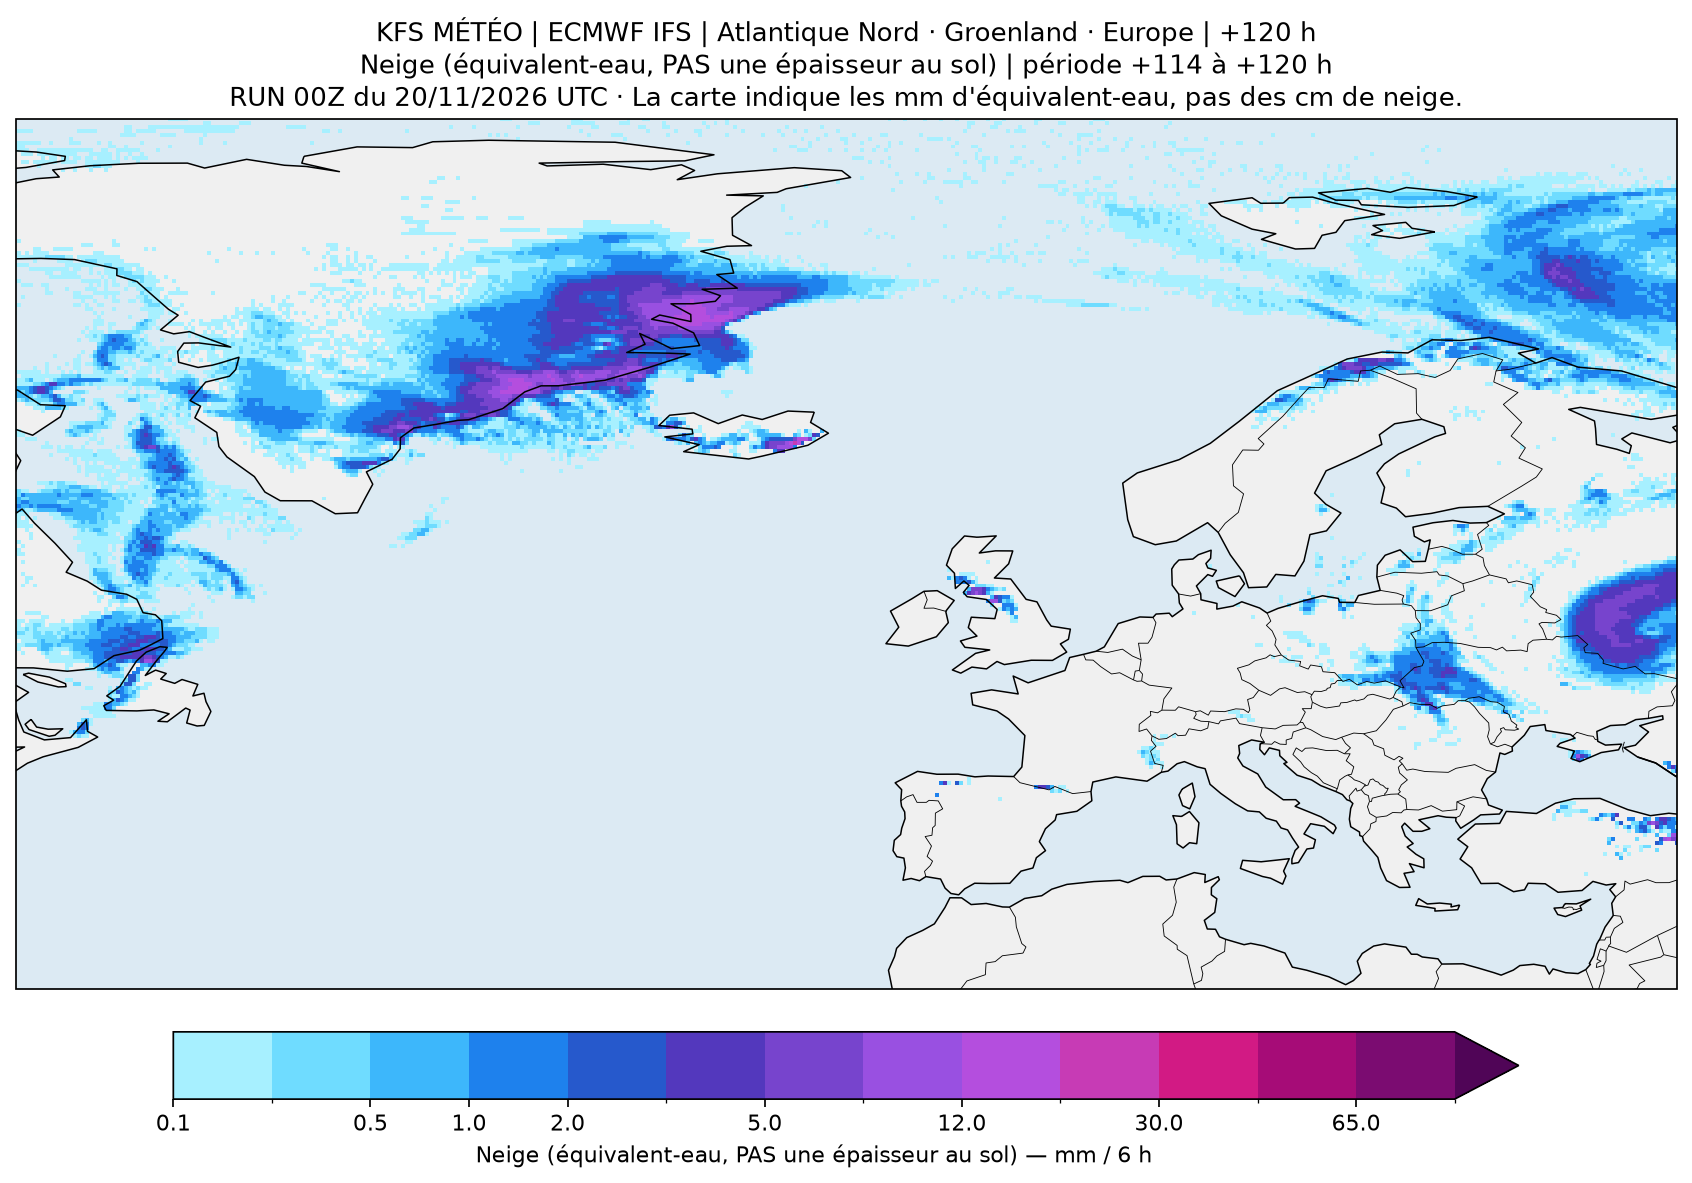 KFS MÉTÉO | ECMWF IFS | Atlantique Nord · Groenland · Europe | +120 h
Neige (équivalent-eau, PAS une épaisseur au sol) | période +114 à +120 h
RUN 00Z du 20/11/2026 UTC · La carte indique les mm d'équivalent-eau, pas des cm de neige.
0.1 0.5 1.0 2.0 5.0 12.0 30.0 65.0
Neige (équivalent-eau, PAS une épaisseur au sol) — mm / 6 h